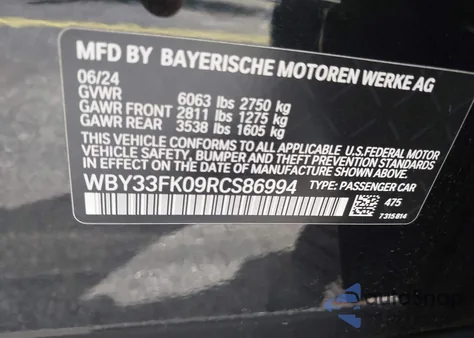 MFD BY BAYERISCHE MOTOREN WERKE AG
06/24
GVWR 6063 lbs 2750 kg
GAWR FRONT 2811 lbs 1275 kg
GAWR REAR 3538 lbs 1605 kg
THIS VEHICLE CONFORMS TO ALL APPLICABLE U.S.FEDERAL MOTOR
VEHICLE SAFETY, BUMPER, AND THEFT PREVENTION STANDARDS
IN EFFECT ON THE DATE OF MANUFACTURE SHOWN ABOVE.
WBY33FK09RCS86994 TYPE: PASSENGER CAR
475
7315814
AutoSnap